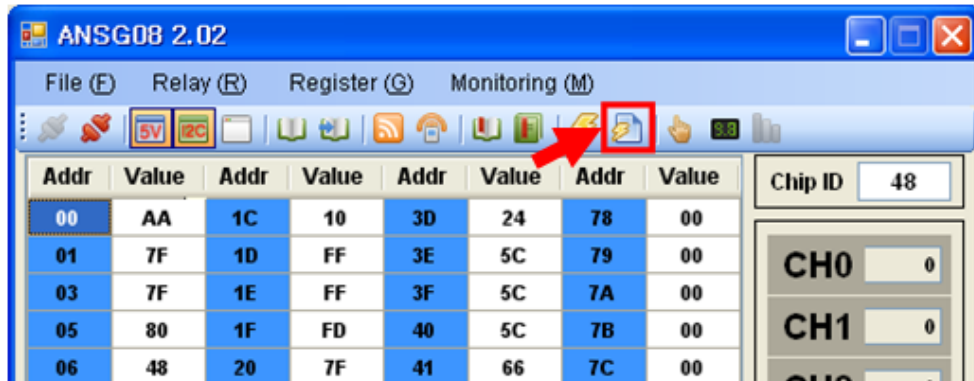 ANSG08 2.02
File (F) Relay (R) Register (G) Monitoring (M)
5V I2C 9.8
Addr Value Addr Value Addr Value Addr Value Chip ID 48
00 AA 1C 10 3D 24 78 00
01 7F 1D FF 3E 5C 79 00 CH0 0
03 7F 1E FF 3F 5C 7A 00
05 80 1F FD 40 5C 7B 00 CH1 0
06 48 20 7F 41 66 7C 00